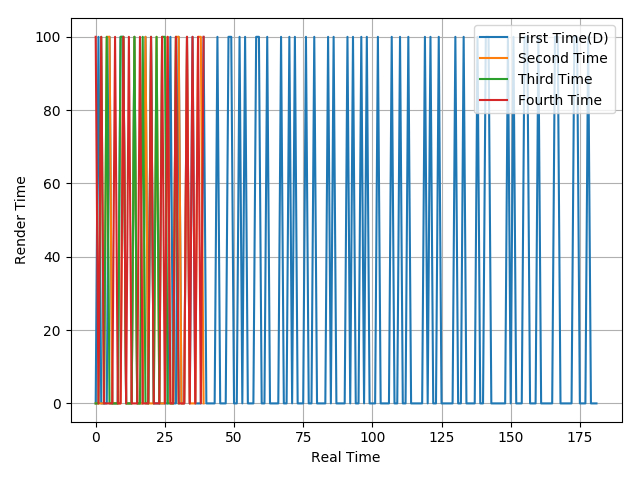 100
80
60
40
20
0
Render Time
0 25 50 75 100 125 150 175
Real Time
First Time(D)
Second Time
Third Time
Fourth Time